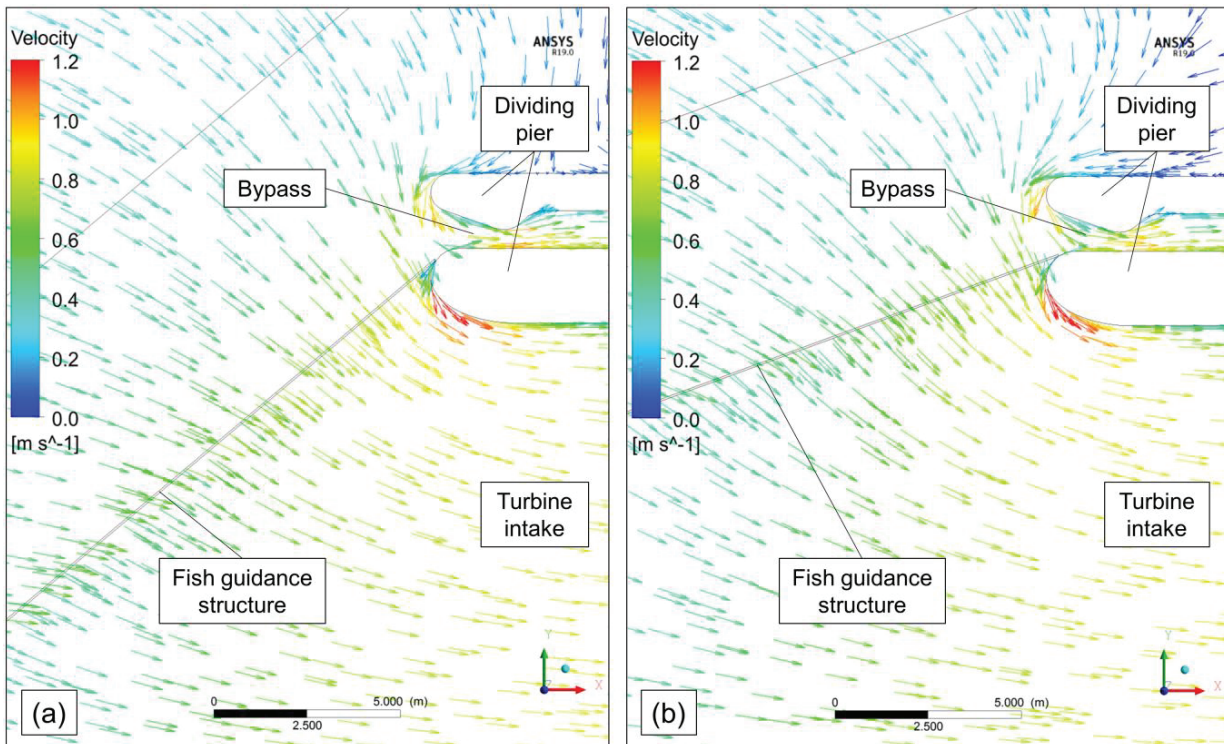 Velocity
1.2
1.0
0.8
0.6
0.4
0.2
0.0
[m s^-1]
ANSYS
R19.0
Dividing
pier
Bypass
Turbine
intake
Fish guidance
structure
Y
Z
X
0
5.000 (m)
2.500
(a)
Velocity
1.2
1.0
0.8
0.6
0.4
0.2
0.0
[m s^-1]
ANSYS
R19.0
Dividing
pier
Bypass
Turbine
intake
Fish guidance
structure
Y
Z
X
0
5.000 (m)
2.500
(b)